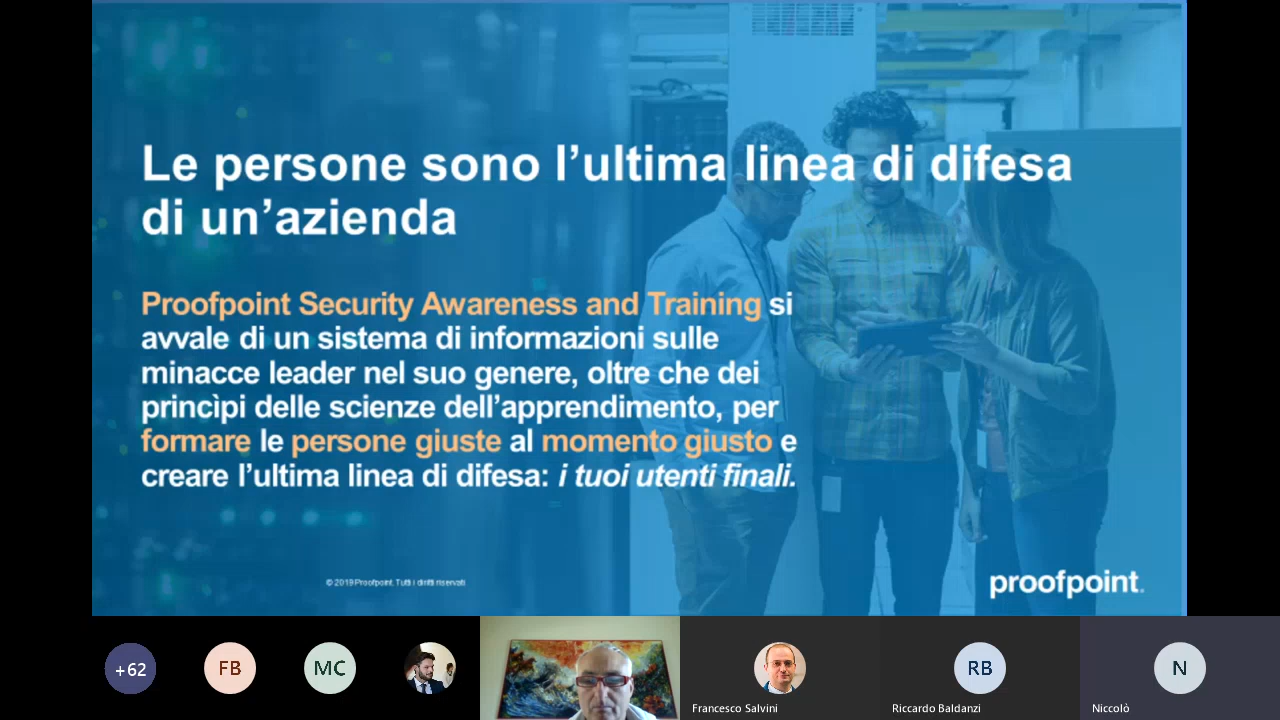 Le persone sono l’ultima linea di difesa
di un’azienda
Proofpoint Security Awareness and Training si
avvale di un sistema di informazioni sulle
minacce leader nel suo genere, oltre che dei
princìpi delle scienze dell’apprendimento, per
formare le persone giuste al momento giusto e
creare l’ultima linea di difesa: i tuoi utenti finali.
© 2019 Proofpoint. Tutti i diritti riservati
proofpoint.
+62
FB
MC
RB
N
Francesco Salvini
Riccardo Baldanzi
Niccolò